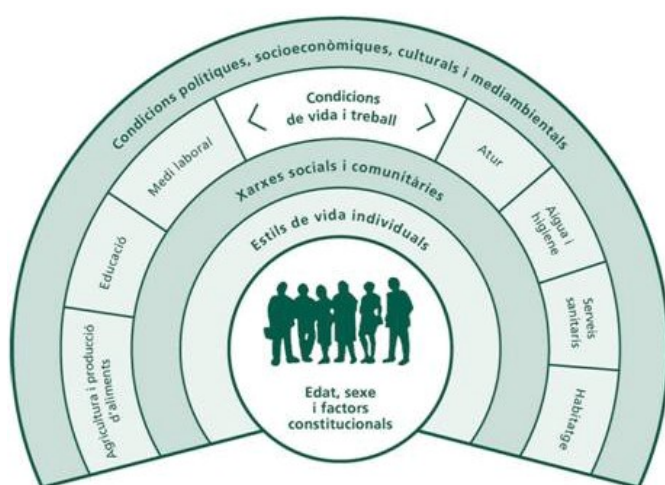 Condicions polítiques, socioeconòmiques, culturals i mediambientals
Condicions
de vida i treball
Agricultura i producció
d'aliments
Educació
Medi laboral
Atur
Aigua i
higiene
Serveis
sanitaris
Habitatge
Xarxes socials i comunitàries
Estils de vida individuals
Edat, sexe
i factors
constitucionals